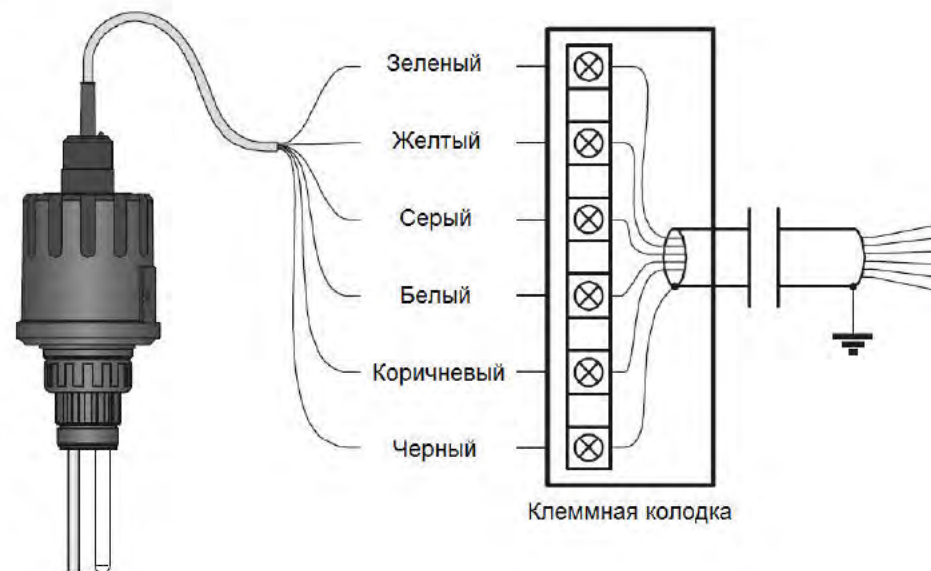 Зеленый
Желтый
Серый
Белый
Коричневый
Черный
Клеммная колодка